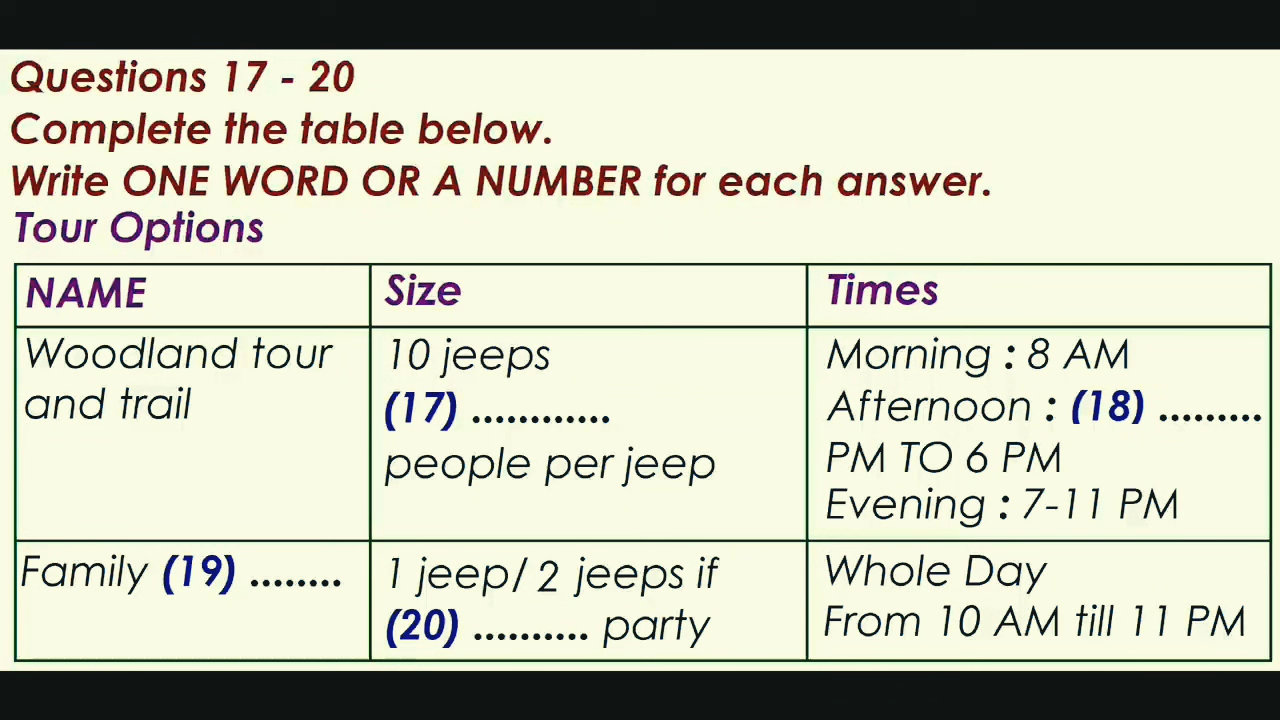 Questions 17 - 20
Complete the table below.
Write ONE WORD OR A NUMBER for each answer.
Tour Options
NAME
Size
Times
Woodland tour
and trail
10 jeeps
(17) ............
people per jeep
Morning : 8 AM
Afternoon : (18) .........
PM TO 6 PM
Evening : 7-11 PM
Family (19) ........
1 jeep/ 2 jeeps if
(20) .......... party
Whole Day
From 10 AM till 11 PM